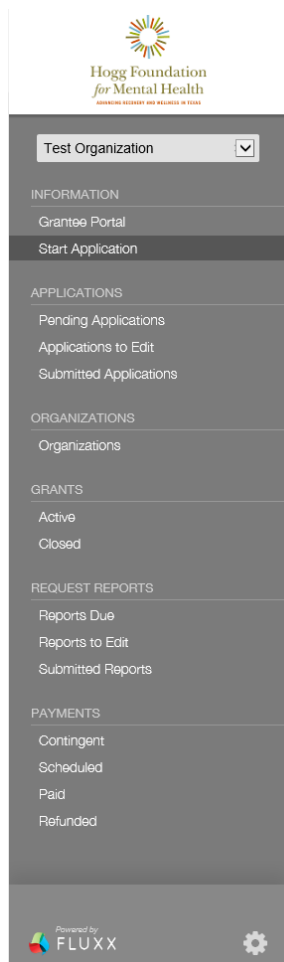 Hogg Foundation
for Mental Health
ADVANCING RECOVERY AND WELLNESS IN TEXAS
Test Organization
INFORMATION
Grantee Portal
Start Application
APPLICATIONS
Pending Applications
Applications to Edit
Submitted Applications
ORGANIZATIONS
Organizations
GRANTS
Active
Closed
REQUEST REPORTS
Reports Due
Reports to Edit
Submitted Reports
PAYMENTS
Contingent
Scheduled
Paid
Refunded
Powered by
FLUXX